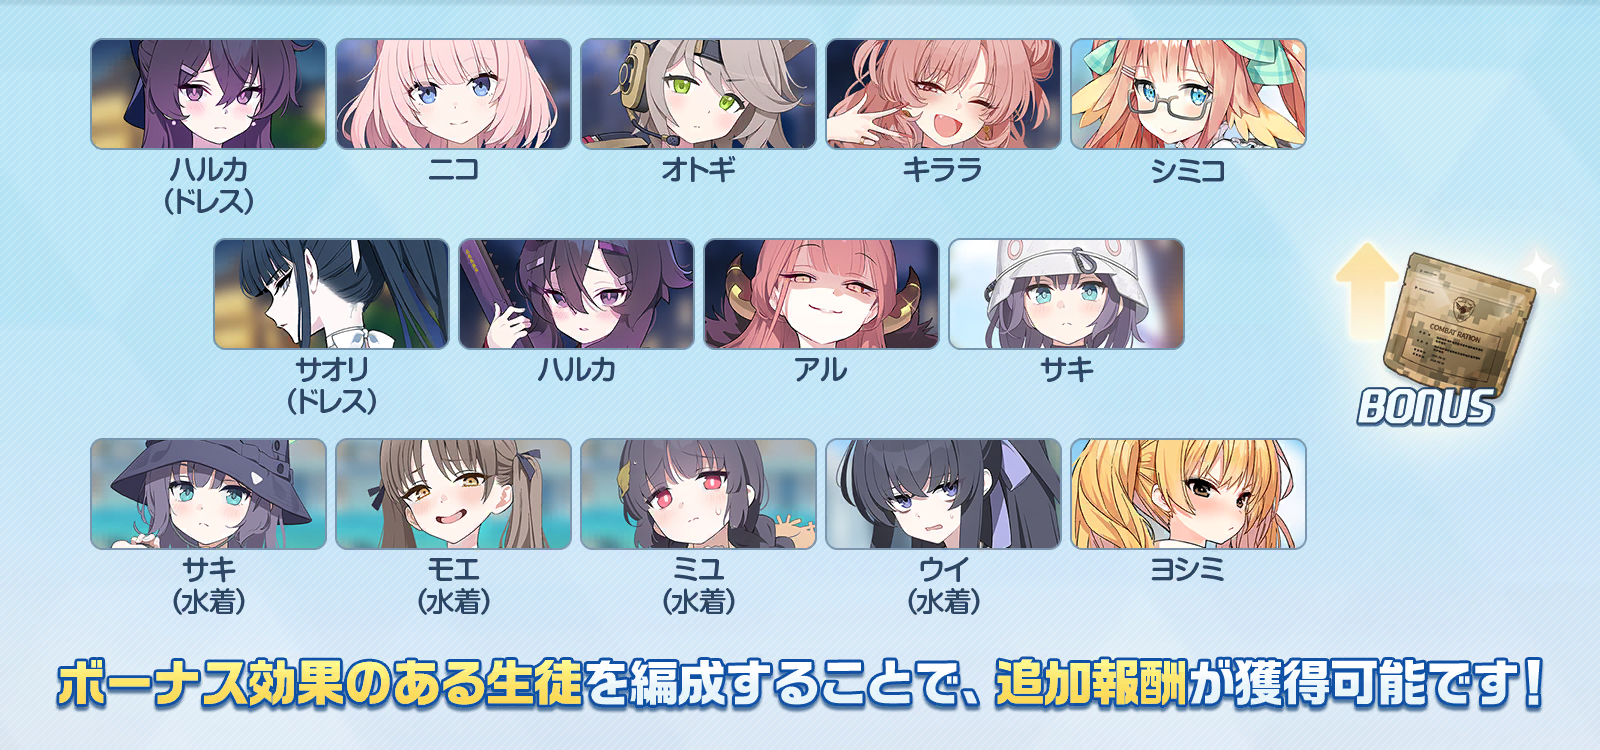 ハルカ
(ドレス)
ニコ
オトギ
キララ
シミコ
サオリ
(ドレス)
ハルカ
アル
サキ
COMBAT RATION
BONUS
サキ
(水着)
モエ
(水着)
ミユ
(水着)
ウイ
(水着)
ヨシミ
ボーナス効果のある生徒を編成することで、追加報酬が獲得可能です!